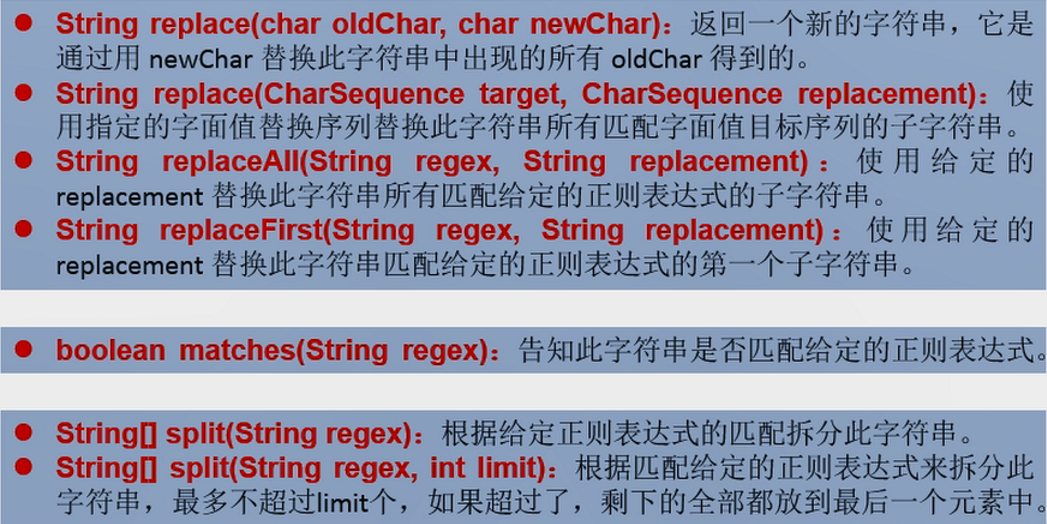 ● String replace(char oldChar, char newChar)：返回一个新的字符串，它是
通过用 newChar 替换此字符串中出现的所有 oldChar 得到的。
● String replace(CharSequence target, CharSequence replacement)：使
用指定的字面值替换序列替换此字符串所有匹配字面值目标序列的子字符串。
● String replaceAll(String regex, String replacement)：使用给定的
replacement 替换此字符串所有匹配给定的正则表达式的子字符串。
● String replaceFirst(String regex, String replacement)：使用给定的
replacement 替换此字符串匹配给定的正则表达式的第一个子字符串。
● boolean matches(String regex)：告知此字符串是否匹配给定的正则表达式。
● String[] split(String regex)：根据给定正则表达式的匹配拆分此字符串。
● String[] split(String regex, int limit)：根据匹配给定的正则表达式来拆分此
字符串，最多不超过limit个，如果超过了，剩下的全部都放到最后一个元素中。